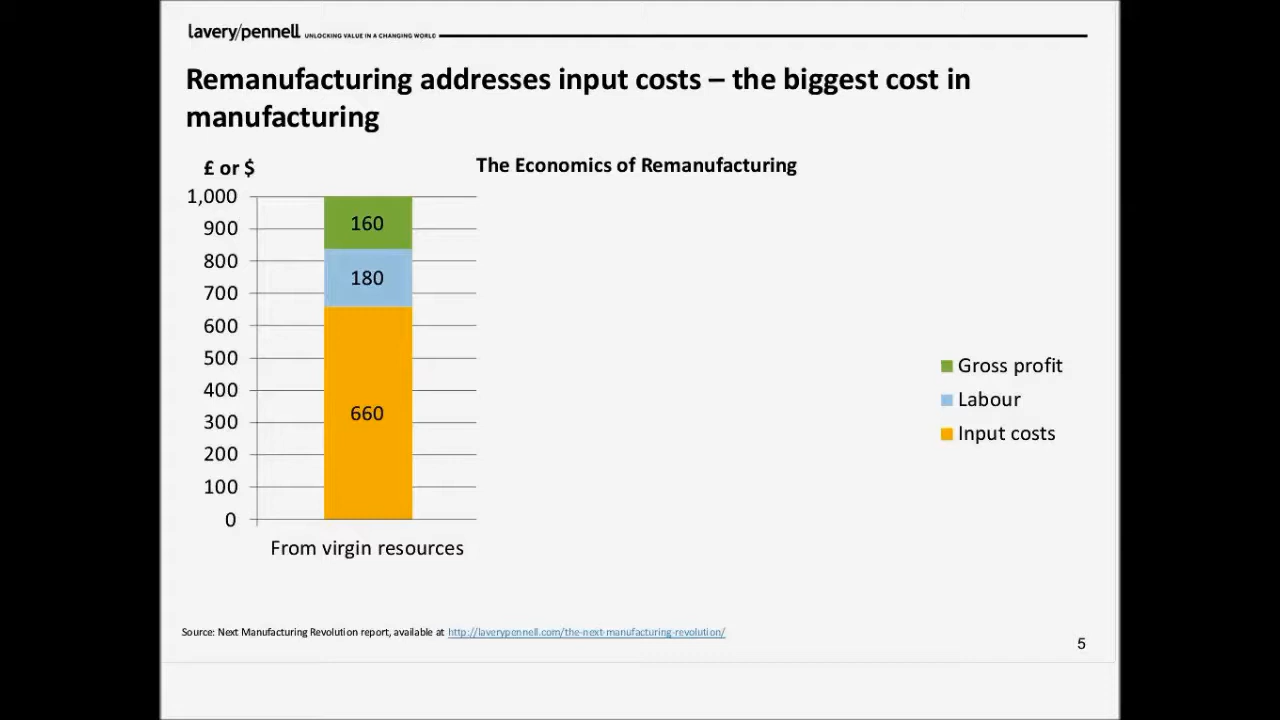 lavery/pennell UNLOCKING VALUE IN A CHANGING WORLD
Remanufacturing addresses input costs – the biggest cost in
manufacturing
£ or $
The Economics of Remanufacturing
1,000
900
800
700
600
500
400
300
200
100
0
160
180
660
From virgin resources
Gross profit
Labour
Input costs
Source: Next Manufacturing Revolution report, available at http://laverypennell.com/the-next-manufacturing-revolution/
5